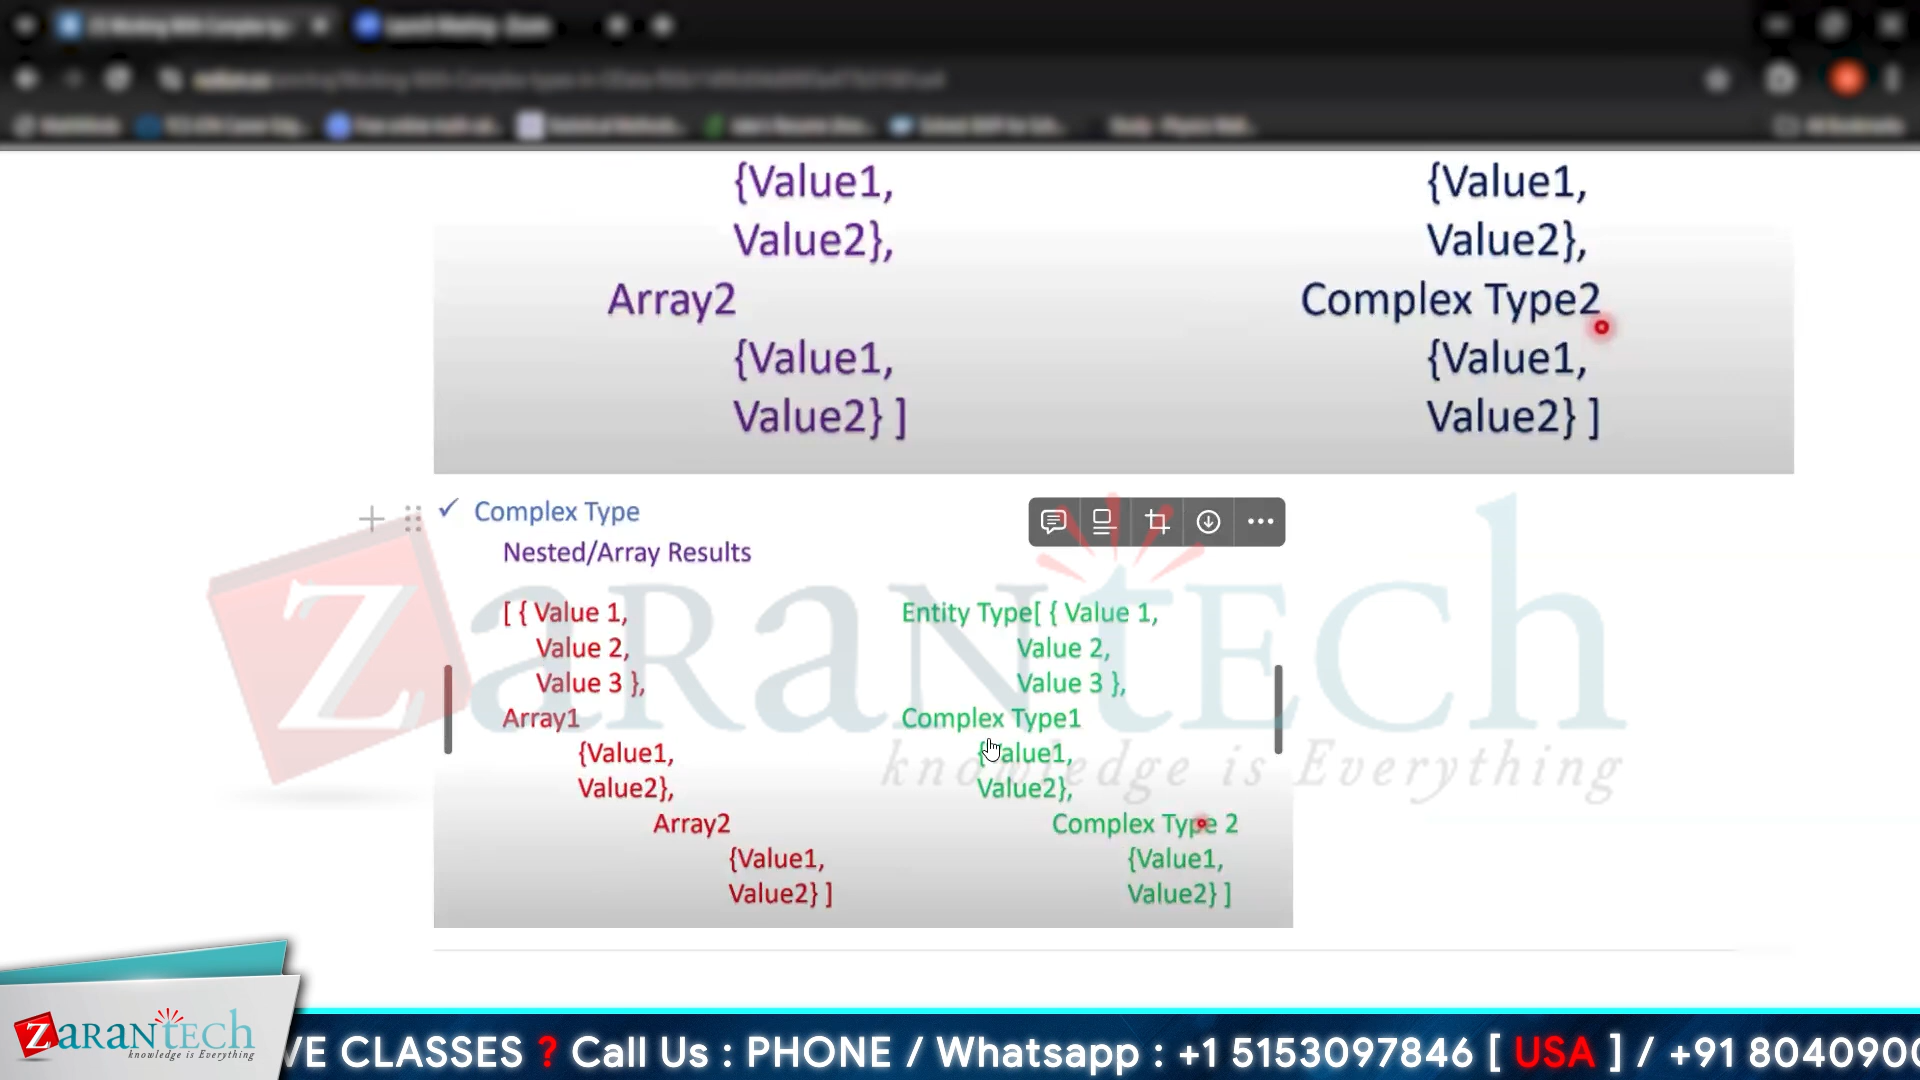 {Value1,
Value2},
Array2
{Value1,
Value2} ]
{Value1,
Value2},
Complex Type2
{Value1,
Value2} ]
✓ Complex Type
Nested/Array Results
[ { Value 1,
Value 2,
Value 3 },
Array1
{Value1,
Value2},
Array2
{Value1,
Value2} ]
Entity Type[ { Value 1,
Value 2,
Value 3 },
Complex Type1
{Value1,
Value2},
Complex Type 2
{Value1,
Value2} ]
ZaranTech
knowledge is Everything
ZaranTech
knowledge is Everything
VE CLASSES ? Call Us : PHONE / Whatsapp : +1 5153097846 [ USA ] / +91 8040900